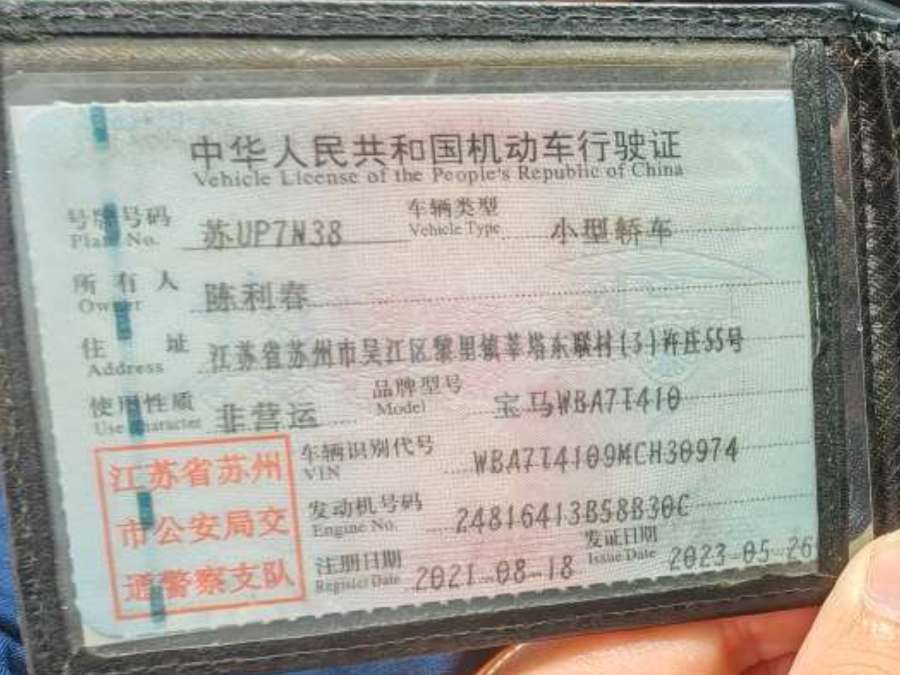 中华人民共和国机动车行驶证
Vehicle License of the People's Republic of China
号牌号码 苏UP7N38 车辆类型 小型轿车
Plate No. Vehicle Type
所有人 陈利春
Owner
住址 江苏省苏州市吴江区黎里镇莘塔东联村(3)许庄55号
Address
使用性质 非营运 品牌型号 宝马WBA7T410
Use Character Model
江苏省苏州 车辆识别代号 WBA7T4109MCH30974
VIN
市公安局交 发动机号码 24816413B58B30C
Engine No.
通警察支队 注册日期 2021-08-18 发证日期 2023-05-26
Register Date Issue Date